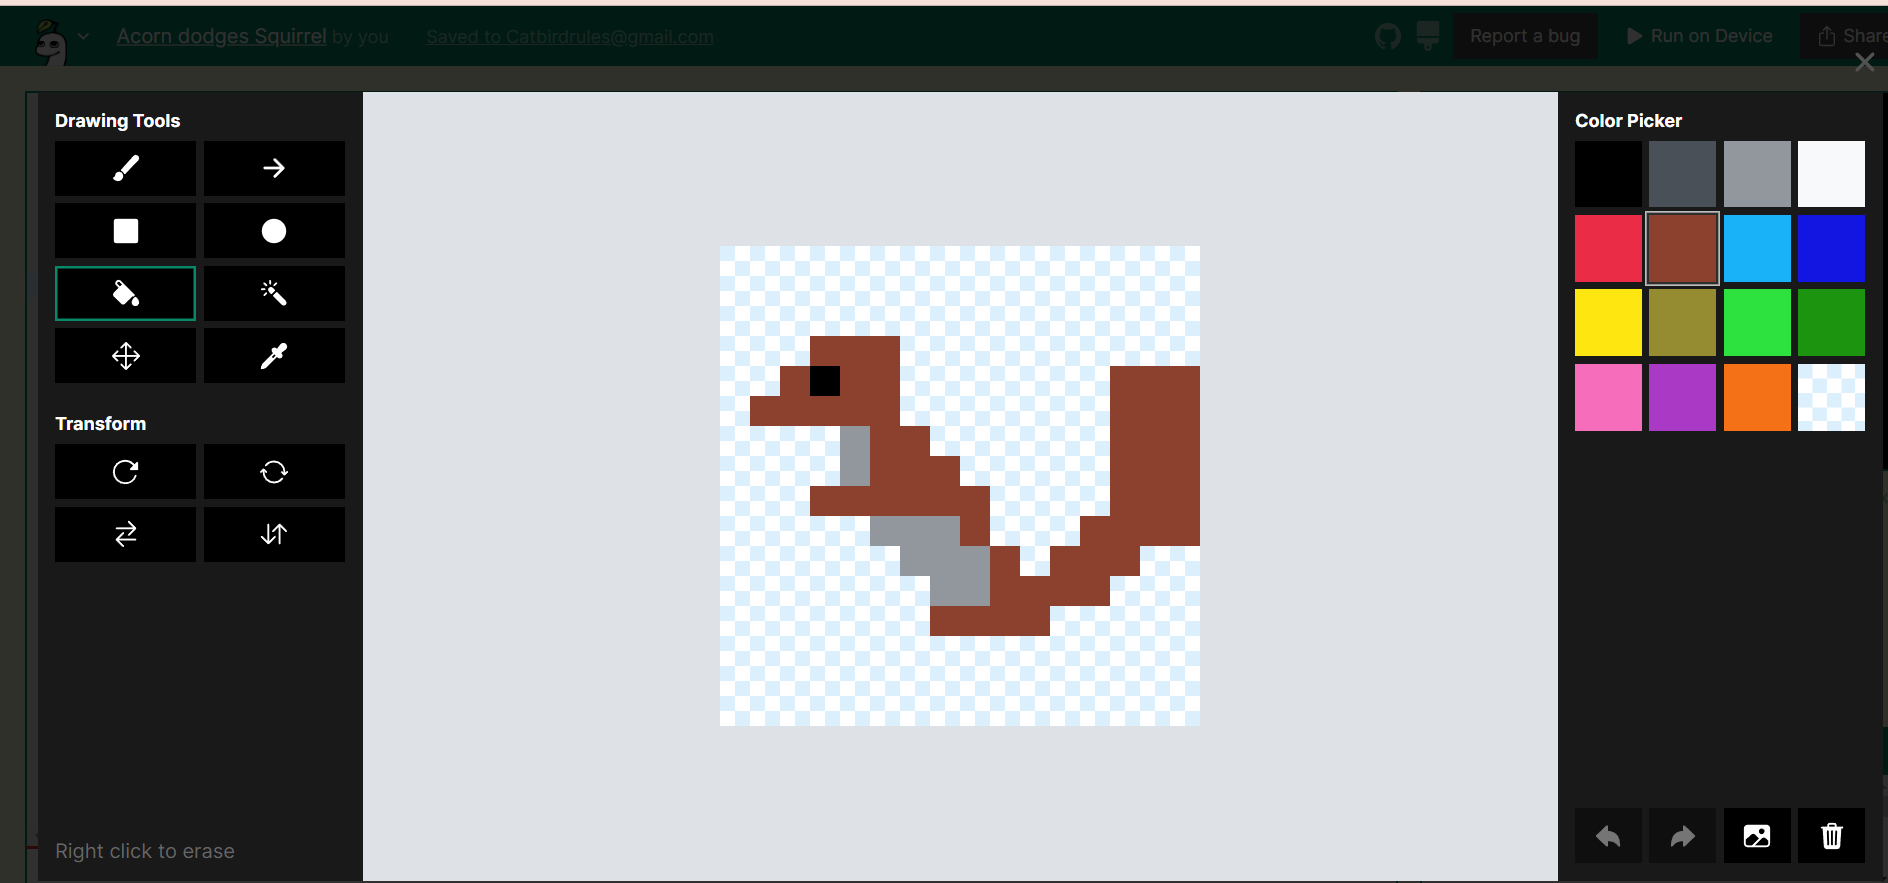 Acorn dodges Squirrel by you
Saved to Catbirdrules@gmail.com
Report a bug
Run on Device
Share
Drawing Tools
Transform
Right click to erase
Color Picker